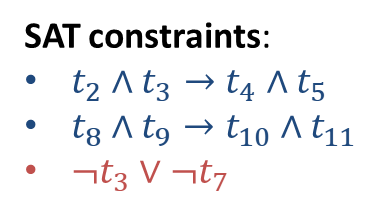 SAT constraints:
• t₂ ∧ t₃ → t₄ ∧ t₅
• t₈ ∧ t₉ → t₁₀ ∧ t₁₁
• ¬t₃ ∨ ¬t₇